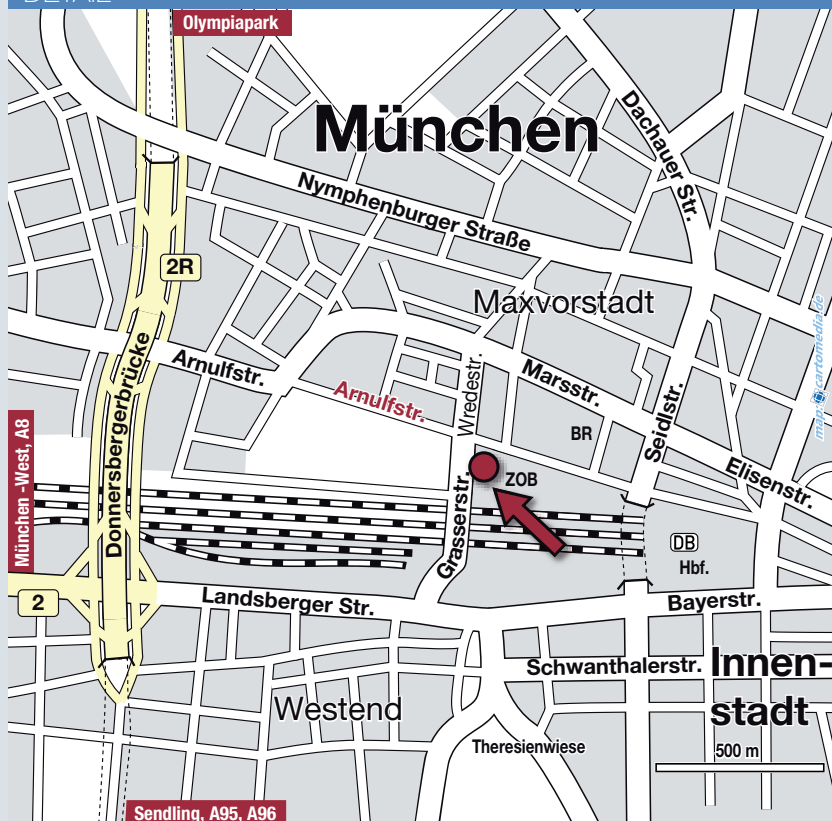 DETAIL
Olympiapark
München
Dachauer Str.
Nymphenburger Straße
2R
Maxvorstadt
map: cartomedia.de
Donnersbergerbrücke
Arnulfstr.
Arnulfstr.
Wredestr.
Marsstr.
Seidlstr.
BR
Elisenstr.
München -West, A8
ZOB
Grasserstr.
DB
Hbf.
2
Landsberger Str.
Bayerstr.
Schwanthalerstr.
Innen-
stadt
Westend
Theresienwiese
500 m
Sendling, A95, A96